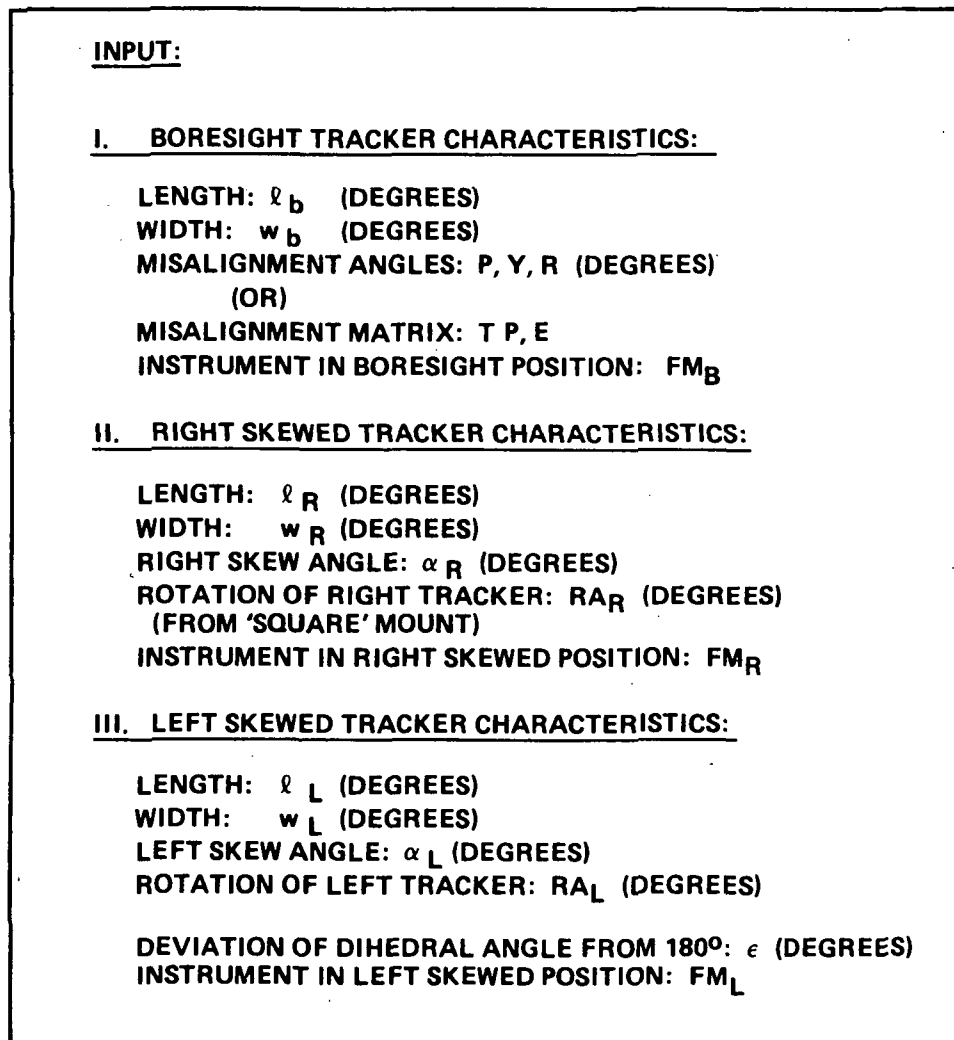 INPUT:
I. BORESIGHT TRACKER CHARACTERISTICS:
LENGTH: ℓ b (DEGREES)
WIDTH: w b (DEGREES)
MISALIGNMENT ANGLES: P, Y, R (DEGREES)
(OR)
MISALIGNMENT MATRIX: T P, E
INSTRUMENT IN BORESIGHT POSITION: FMB
II. RIGHT SKEWED TRACKER CHARACTERISTICS:
LENGTH: ℓ R (DEGREES)
WIDTH: w R (DEGREES)
RIGHT SKEW ANGLE: α R (DEGREES)
ROTATION OF RIGHT TRACKER: RAR (DEGREES)
(FROM 'SQUARE' MOUNT)
INSTRUMENT IN RIGHT SKEWED POSITION: FMR
III. LEFT SKEWED TRACKER CHARACTERISTICS:
LENGTH: ℓ L (DEGREES)
WIDTH: w L (DEGREES)
LEFT SKEW ANGLE: α L (DEGREES)
ROTATION OF LEFT TRACKER: RAL (DEGREES)
DEVIATION OF DIHEDRAL ANGLE FROM 180º: ϵ (DEGREES)
INSTRUMENT IN LEFT SKEWED POSITION: FML